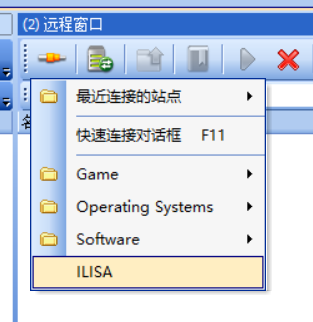 (2) 远程窗口
最近连接的站点
快速连接对话框 F11
Game
Operating Systems
Software
ILISA